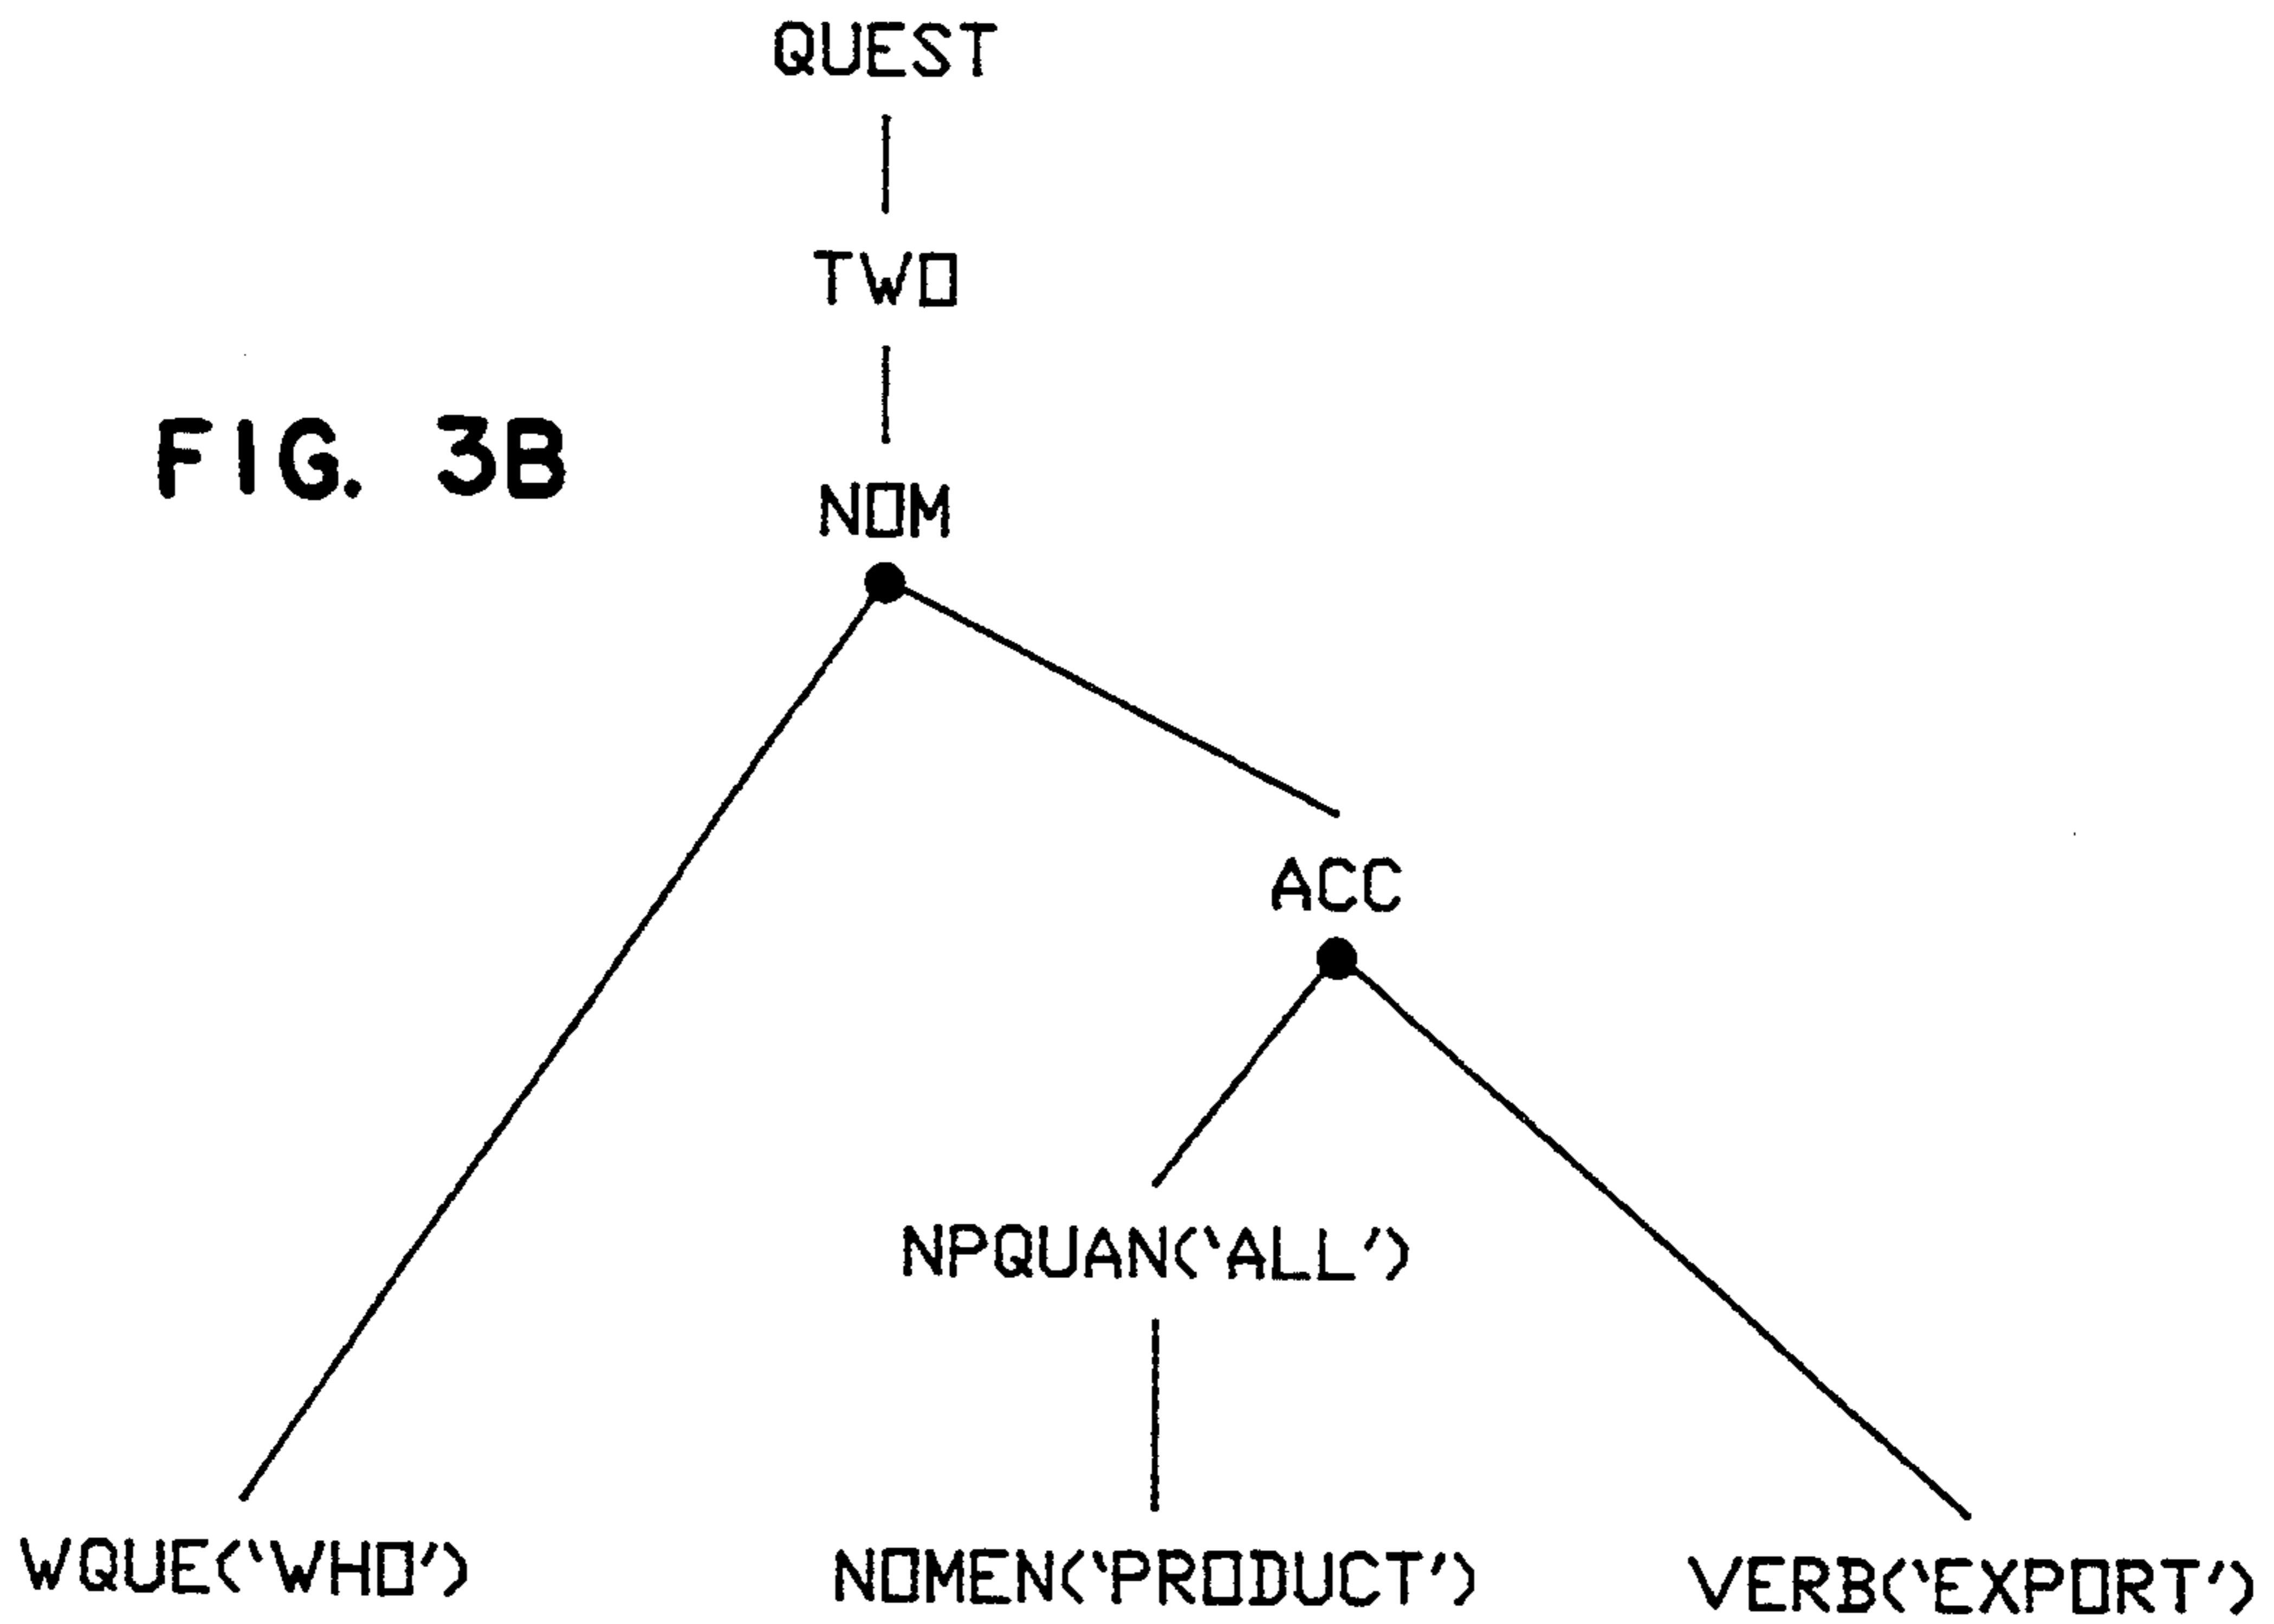 QUEST
TWO
FIG. 3B
NOM
ACC
NPQUAN('ALL')
WQUE('WHO')
NOMEN('PRODUCT')
VERB('EXPORT')